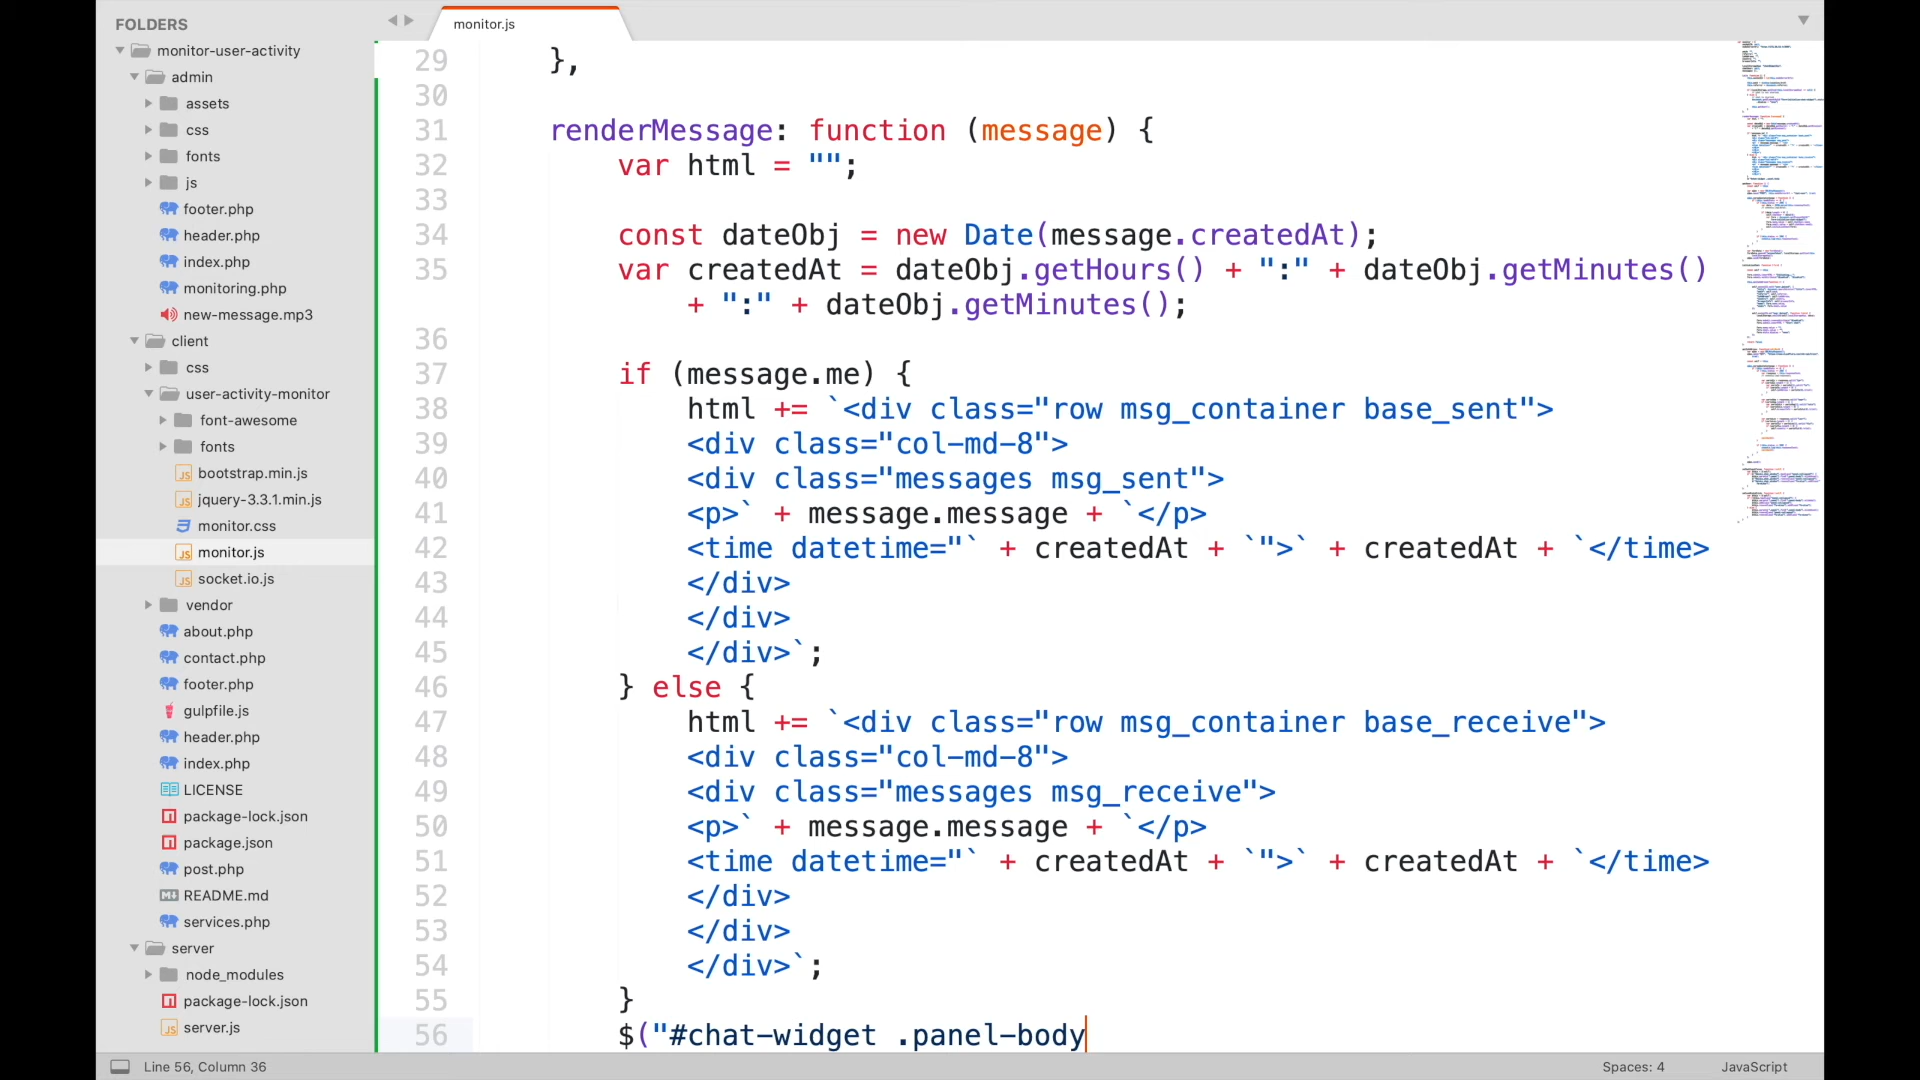 FOLDERS
monitor-user-activity
admin
assets
css
fonts
js
footer.php
header.php
index.php
monitoring.php
new-message.mp3
client
css
user-activity-monitor
font-awesome
fonts
bootstrap.min.js
jquery-3.3.1.min.js
monitor.css
monitor.js
socket.io.js
vendor
about.php
contact.php
footer.php
gulpfile.js
header.php
index.php
LICENSE
package-lock.json
package.json
post.php
README.md
services.php
server
node_modules
package-lock.json
server.js
monitor.js
29 },
30
31 renderMessage: function (message) {
32 var html = "";
33
34 const dateObj = new Date(message.createdAt);
35 var createdAt = dateObj.getHours() + ":" + dateObj.getMinutes()
+ ":" + dateObj.getMinutes();
36
37 if (message.me) {
38 html += `<div class="row msg_container base_sent">
39 <div class="col-md-8">
40 <div class="messages msg_sent">
41 <p>` + message.message + `</p>
42 <time datetime="` + createdAt + `">` + createdAt + `</time>
43 </div>
44 </div>
45 </div>`;
46 } else {
47 html += `<div class="row msg_container base_receive">
48 <div class="col-md-8">
49 <div class="messages msg_receive">
50 <p>` + message.message + `</p>
51 <time datetime="` + createdAt + `">` + createdAt + `</time>
52 </div>
53 </div>
54 </div>`;
55 }
56 $("#chat-widget .panel-body
Line 56, Column 36
Spaces: 4
JavaScript